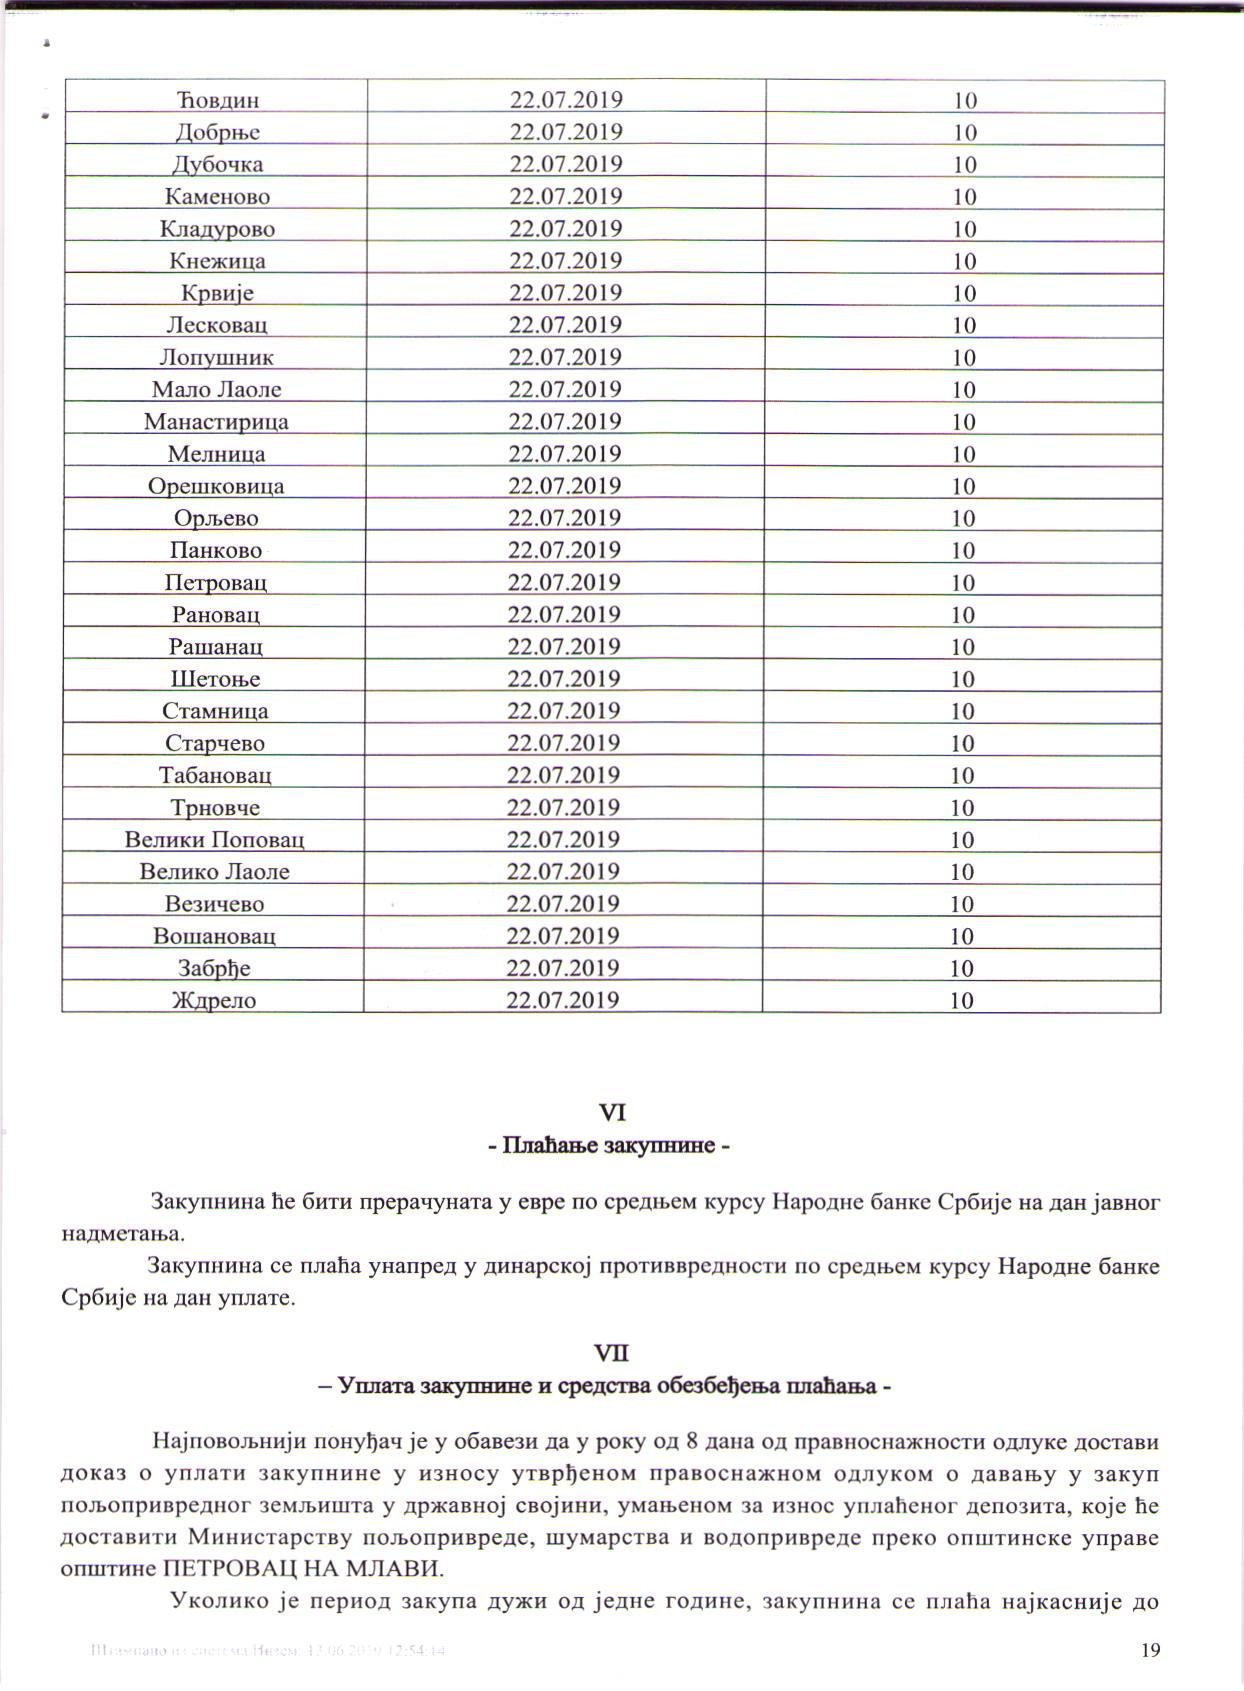 Ћовдин 22.07.2019 10
Добрње 22.07.2019 10
Дубочка 22.07.2019 10
Каменово 22.07.2019 10
Кладурово 22.07.2019 10
Кнежица 22.07.2019 10
Крвије 22.07.2019 10
Лесковац 22.07.2019 10
Лопушник 22.07.2019 10
Мало Лаоле 22.07.2019 10
Манастирица 22.07.2019 10
Мелница 22.07.2019 10
Орешковица 22.07.2019 10
Орљево 22.07.2019 10
Панково 22.07.2019 10
Петровац 22.07.2019 10
Рановац 22.07.2019 10
Рашанац 22.07.2019 10
Шетоње 22.07.2019 10
Стамница 22.07.2019 10
Старчево 22.07.2019 10
Табановац 22.07.2019 10
Трновче 22.07.2019 10
Велики Поповац 22.07.2019 10
Велико Лаоле 22.07.2019 10
Везичево 22.07.2019 10
Вошановац 22.07.2019 10
Забрђе 22.07.2019 10
Ждрело 22.07.2019 10
VI
- Плаћање закупнине -
Закупнина ће бити прерачуната у евре по средњем курсу Народне банке Србије на дан јавног
надметања.
Закупнина се плаћа унапред у динарској противвредности по средњем курсу Народне банке
Србије на дан уплате.
VII
– Уплата закупнине и средства обезбеђења плаћања -
Најповољнији понуђач је у обавези да у року од 8 дана од правноснажности одлуке достави
доказ о уплати закупнине у износу утврђеном правоснажном одлуком о давању у закуп
пољопривредног земљишта у државној својини, умањеном за износ уплаћеног депозита, које ће
доставити Министарству пољопривреде, шумарства и водопривреде преко општинске управе
општине ПЕТРОВАЦ НА МЛАВИ.
Уколико је период закупа дужи од једне године, закупнина се плаћа најкасније до
Штампано из система 12:54:14
19